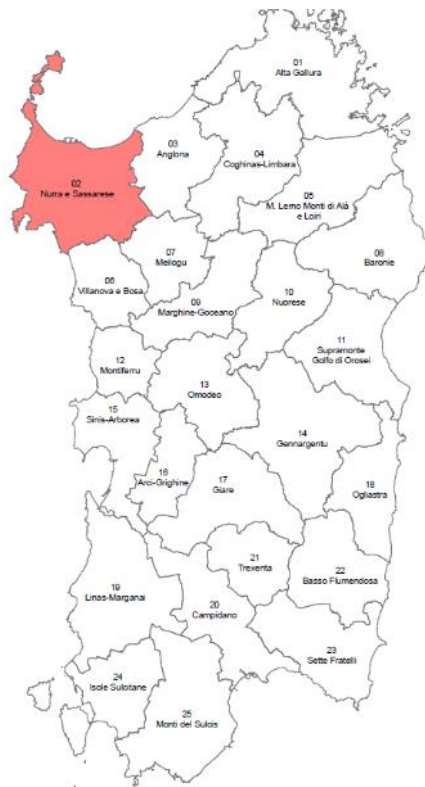 01
Alta Gallura
02
Nurra e Sassarese
03
Anglona
04
Coghinas-Limbara
05
M. Lerno Monti di Alà
e Loiri
06
Villanova e Bosa
07
Meilogu
08
Baronie
09
Marghine-Goceano
10
Nuorese
11
Supramonte
Golfo di Orosei
12
Montiferru
13
Omodeo
14
Gennargentu
15
Sinis-Arborea
16
Arci-Grighine
17
Giare
18
Ogliastra
19
Linas-Marganai
20
Campidano
21
Trexenta
22
Basso Flumendosa
23
Sette Fratelli
24
Isole Sulcitane
25
Monti del Sulcis